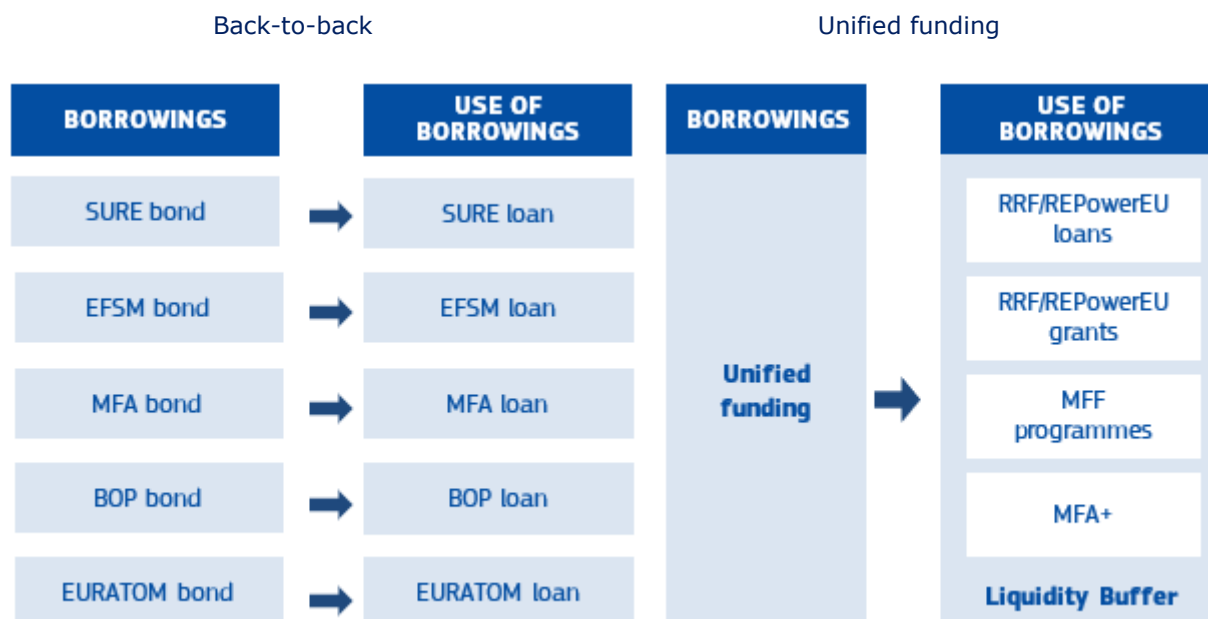 Back-to-back
Unified funding
BORROWINGS
USE OF
BORROWINGS
SURE bond
SURE loan
EFSM bond
EFSM loan
MFA bond
MFA loan
BOP bond
BOP loan
EURATOM bond
EURATOM loan
BORROWINGS
USE OF
BORROWINGS
Unified
funding
RRF/REPowerEU
loans
RRF/REPowerEU
grants
MFF
programmes
MFA+
Liquidity Buffer